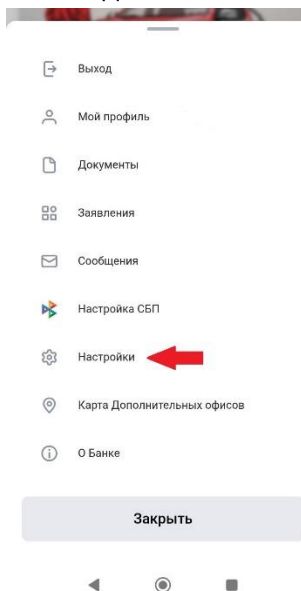 Выход
Мой профиль
Документы
Заявления
Сообщения
Настройка СБП
Настройки
Карта Дополнительных офисов
О Банке
Закрыть